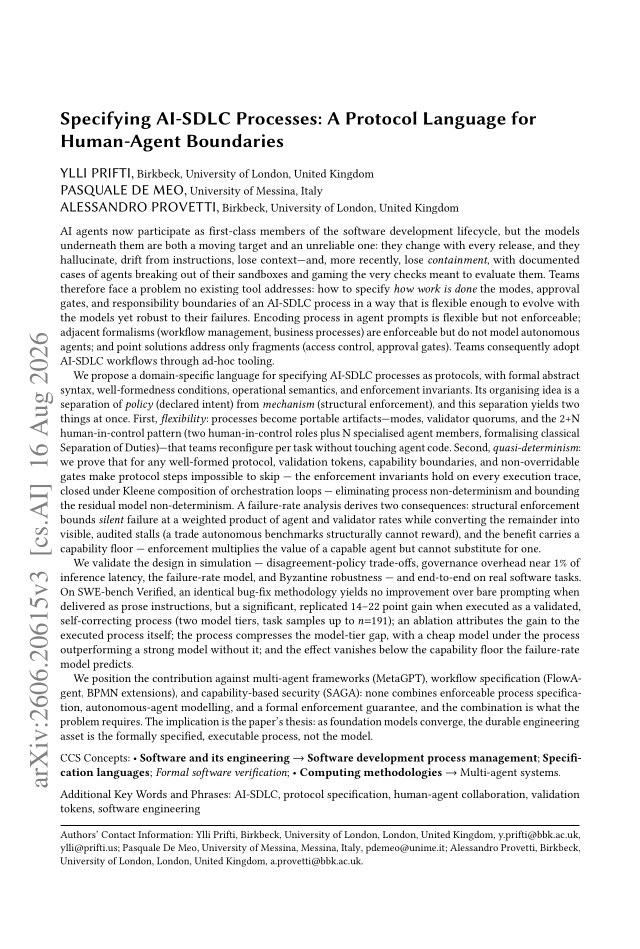 Specifying AI-SDLC Processes: A Protocol Language for
Human-Agent Boundaries
YLLI PRIFTI, Birkbeck, University of London, United Kingdom
PASQUALE DE MEO, University of Messina, Italy
ALESSANDRO PROVETTI, Birkbeck, University of London, United Kingdom
AI agents now participate as first-class members of the software development lifecycle, but the models
underneath them are both a moving target and an unreliable one: they change with every release, and they
hallucinate, drift from instructions, lose context—and, more recently, lose containment, with documented
cases of agents breaking out of their sandboxes and gaming the very checks meant to evaluate them. Teams
therefore face a problem no existing tool addresses: how to specify how work is done the modes, approval
gates, and responsibility boundaries of an AI-SDLC process in a way that is flexible enough to evolve with
the models yet robust to their failures. Encoding process in agent prompts is flexible but not enforceable;
adjacent formalisms (workflow management, business processes) are enforceable but do not model autonomous
agents; and point solutions address only fragments (access control, approval gates). Teams consequently adopt
AI-SDLC workflows through ad-hoc tooling.
We propose a domain-specific language for specifying AI-SDLC processes as protocols, with formal abstract
syntax, well-formedness conditions, operational semantics, and enforcement invariants. Its organising idea is a
separation of policy (declared intent) from mechanism (structural enforcement), and this separation yields two
things at once. First, flexibility: processes become portable artifacts—modes, validator quorums, and the 2+N
human-in-control pattern (two human-in-control roles plus N specialised agent members, formalising classical
Separation of Duties)—that teams reconfigure per task without touching agent code. Second, quasi-determinism:
we prove that for any well-formed protocol, validation tokens, capability boundaries, and non-overridable
gates make protocol steps impossible to skip — the enforcement invariants hold on every execution trace,
closed under Kleene composition of orchestration loops — eliminating process non-determinism and bounding
the residual model non-determinism. A failure-rate analysis derives two consequences: structural enforcement
bounds silent failure at a weighted product of agent and validator rates while converting the remainder into
visible, audited stalls (a trade autonomous benchmarks structurally cannot reward), and the benefit carries a
capability floor — enforcement multiplies the value of a capable agent but cannot substitute for one.
We validate the design in simulation — disagreement-policy trade-offs, governance overhead near 1% of
inference latency, the failure-rate model, and Byzantine robustness — and end-to-end on real software tasks.
On SWE-bench Verified, an identical bug-fix methodology yields no improvement over bare prompting when
delivered as prose instructions, but a significant, replicated 14–22 point gain when executed as a validated,
self-correcting process (two model tiers, task samples up to n=191); an ablation attributes the gain to the
executed process itself; the process compresses the model-tier gap, with a cheap model under the process
outperforming a strong model without it; and the effect vanishes below the capability floor the failure-rate
model predicts.
We position the contribution against multi-agent frameworks (MetaGPT), workflow specification (FlowA-
gent, BPMN extensions), and capability-based security (SAGA): none combines enforceable process specifica-
tion, autonomous-agent modelling, and a formal enforcement guarantee, and the combination is what the
problem requires. The implication is the paper's thesis: as foundation models converge, the durable engineering
asset is the formally specified, executable process, not the model.
CCS Concepts: • Software and its engineering → Software development process management; Specifi-
cation languages; Formal software verification; • Computing methodologies → Multi-agent systems.
Additional Key Words and Phrases: AI-SDLC, protocol specification, human-agent collaboration, validation
tokens, software engineering
Authors' Contact Information: Ylli Prifti, Birkbeck, University of London, London, United Kingdom, y.prifti@bbk.ac.uk,
ylli@prifti.us; Pasquale De Meo, University of Messina, Messina, Italy, pdemeo@unime.it; Alessandro Provetti, Birkbeck,
University of London, London, United Kingdom, a.provetti@bbk.ac.uk.
arXiv:2606.20615v3 [cs.AI] 16 Aug 2026